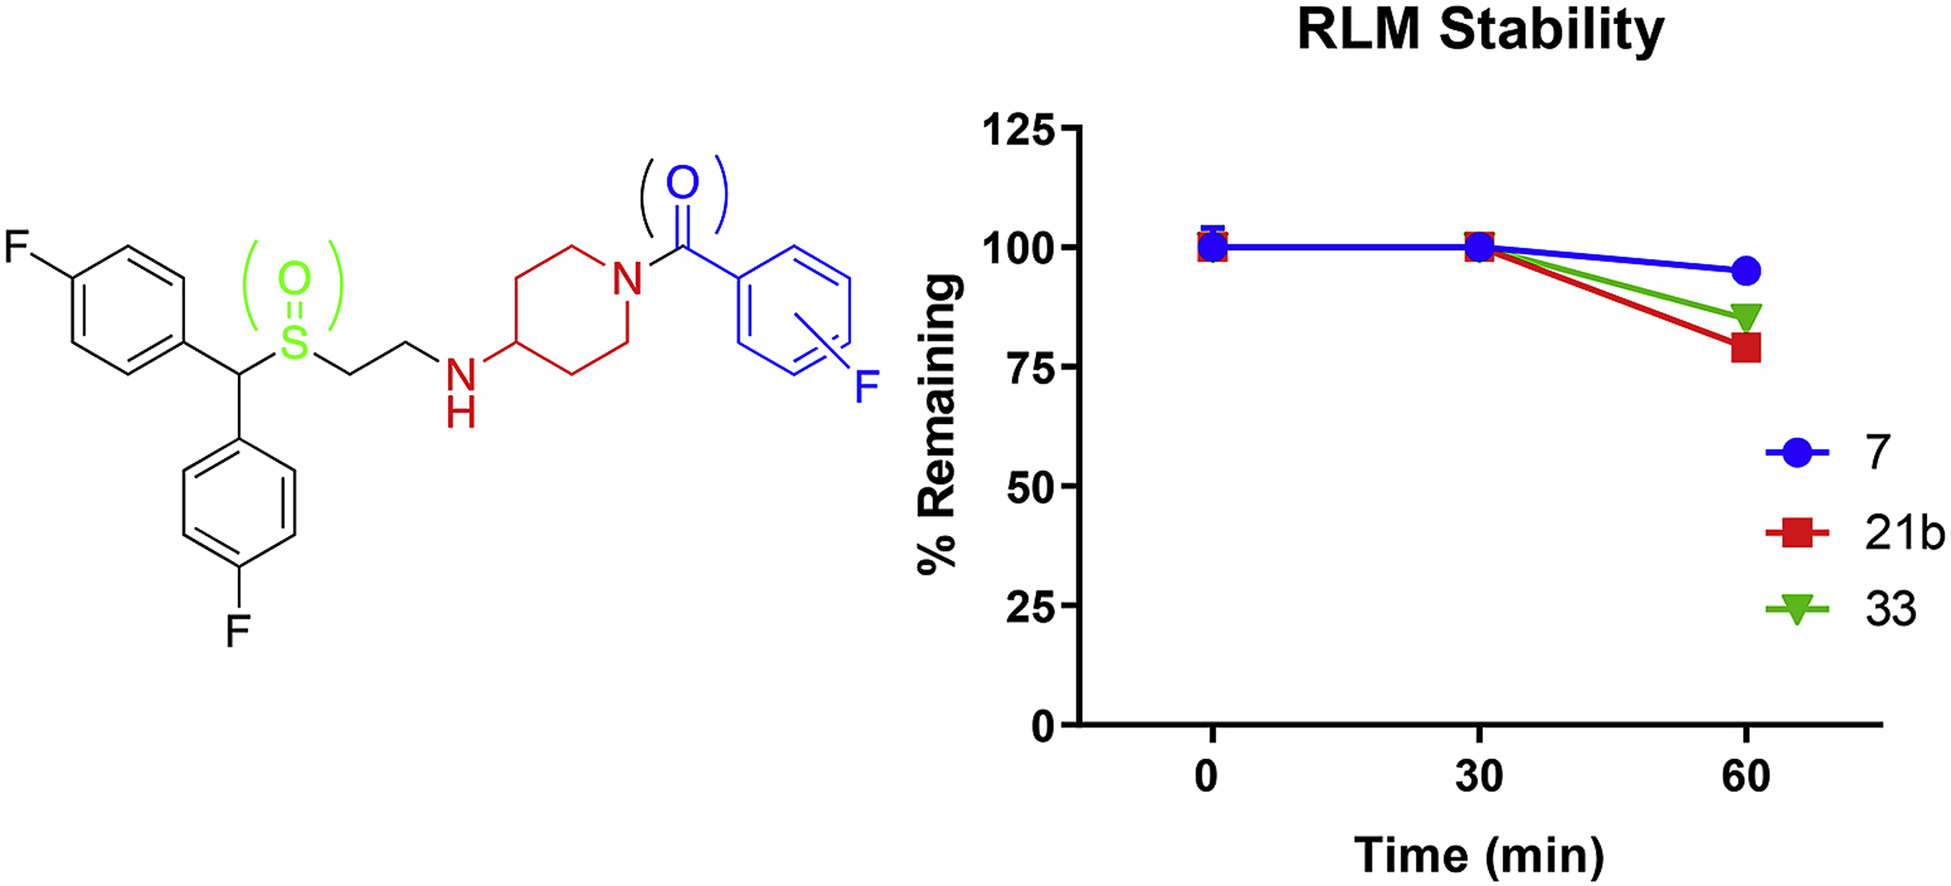 RLM Stability
F
( O )
S
N
H
N
( O )
F
F
% Remaining
125
100
75
50
25
0
0 30 60
Time (min)
7
21b
33